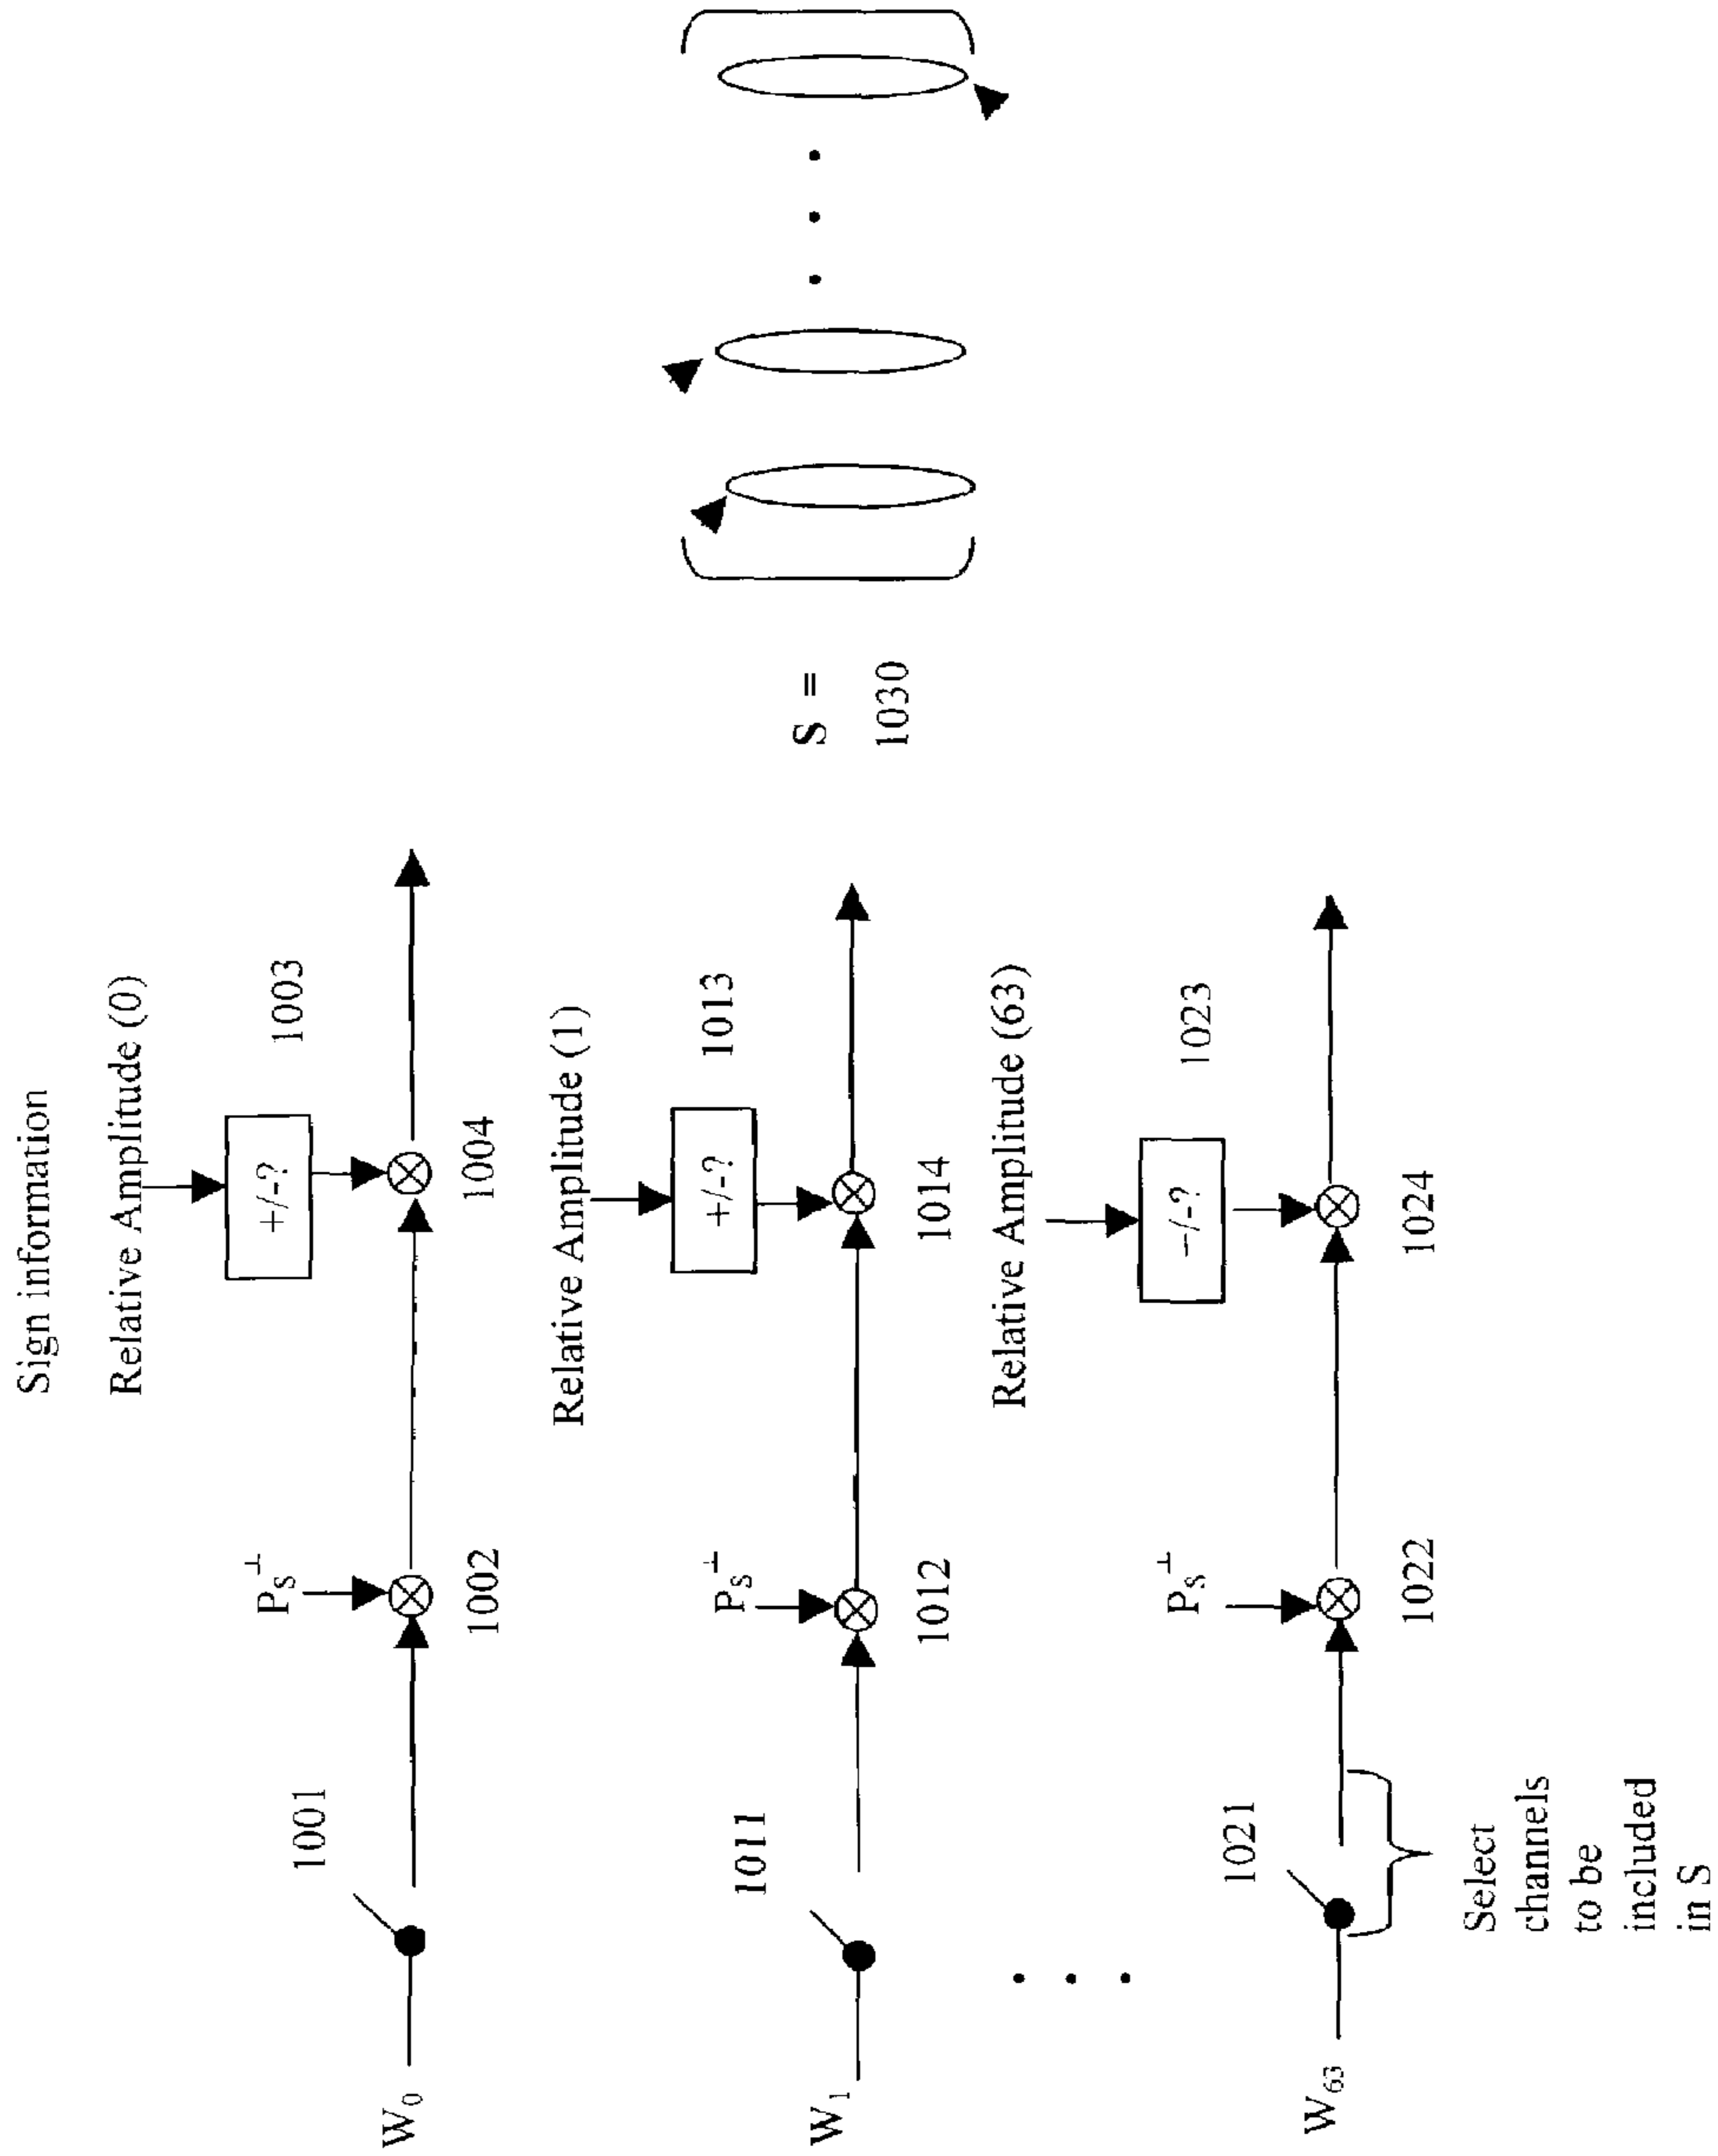 Sign information
Relative Amplitude (0)
+/-?
1003
P_S^⊥
1001
W_0
1002
1004
Relative Amplitude (1)
+/-?
1013
P_S^⊥
1011
W_1
1012
1014
S =
1030
Relative Amplitude (63)
−/-?
1023
P_S^⊥
1021
W_63
1022
1024
Select
channels
to be
included
in S